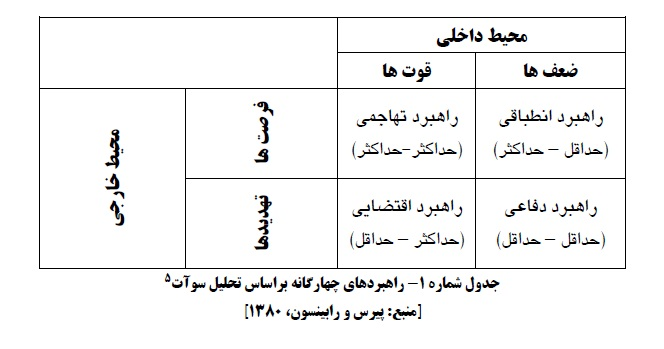 محیط داخلی
ضعف ها
قوت ها
محیط خارجی
فرصت ها
راهبرد انطباقی
(حداقل – حداکثر)
راهبرد تهاجمی
(حداکثر-حداکثر)
تهدیدها
راهبرد دفاعی
(حداقل – حداقل)
راهبرد اقتضایی
(حداکثر – حداقل)
جدول شماره ۱– راهبردهای چهارگانه براساس تحلیل سوآت۵
[منبع: پیرس و رابینسون، ۱۳۸۰]